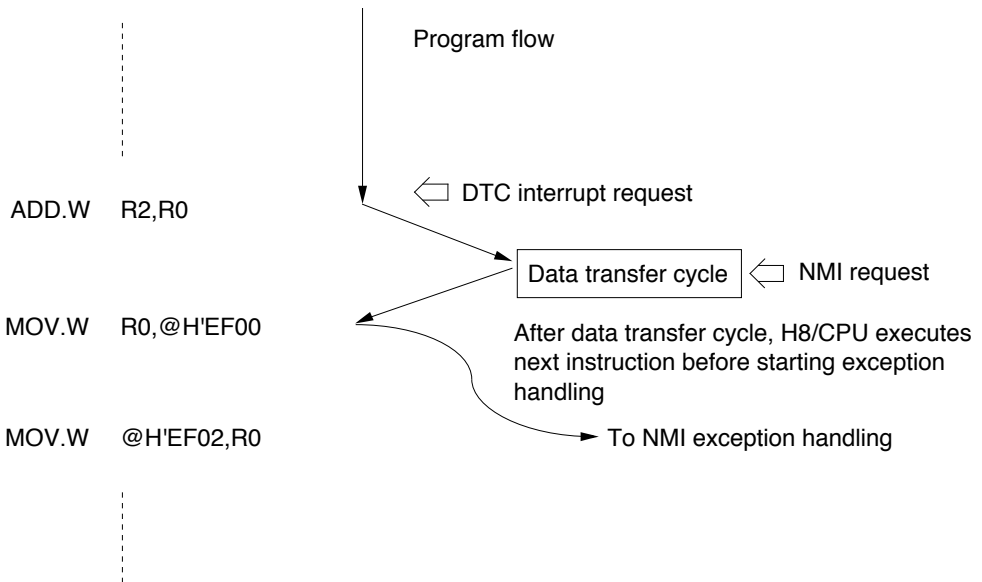 Program flow
DTC interrupt request
ADD.W R2,R0
Data transfer cycle
NMI request
MOV.W R0,@H'EF00
After data transfer cycle, H8/CPU executes
next instruction before starting exception
handling
MOV.W @H'EF02,R0
To NMI exception handling